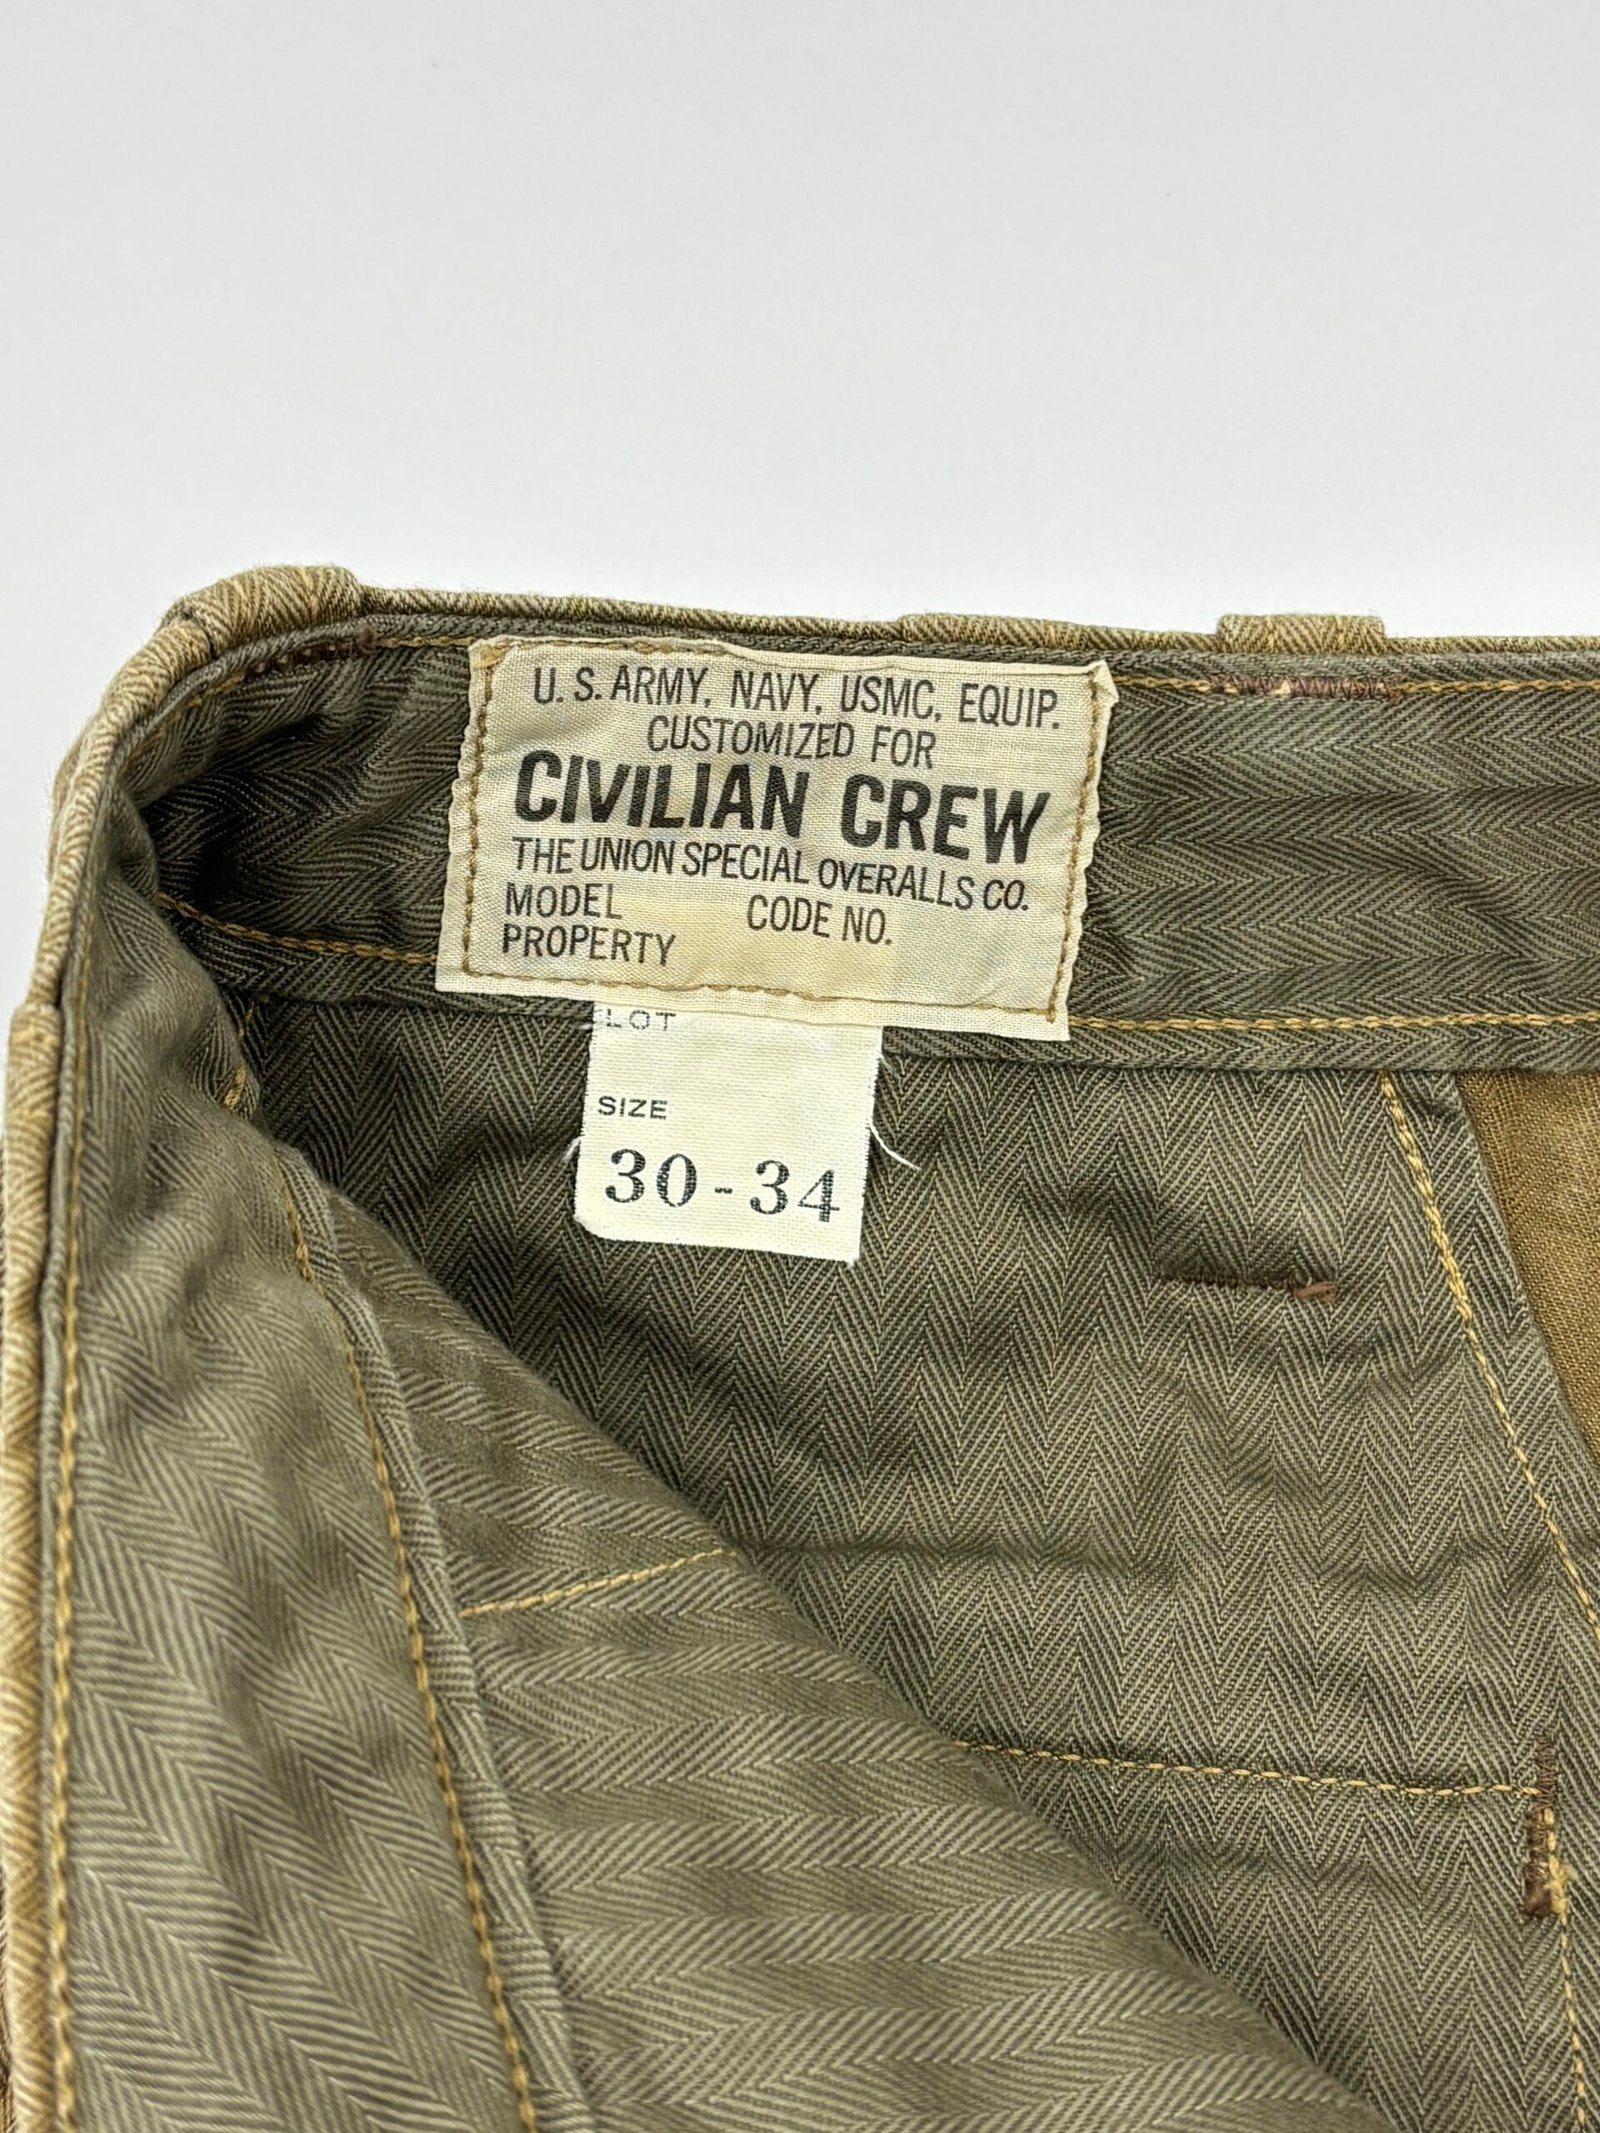 U.S. ARMY, NAVY, USMC, EQUIP.
CUSTOMIZED FOR
CIVILIAN CREW
THE UNION SPECIAL OVERALLS CO.
MODEL CODE NO.
PROPERTY
LOT
SIZE
30-34